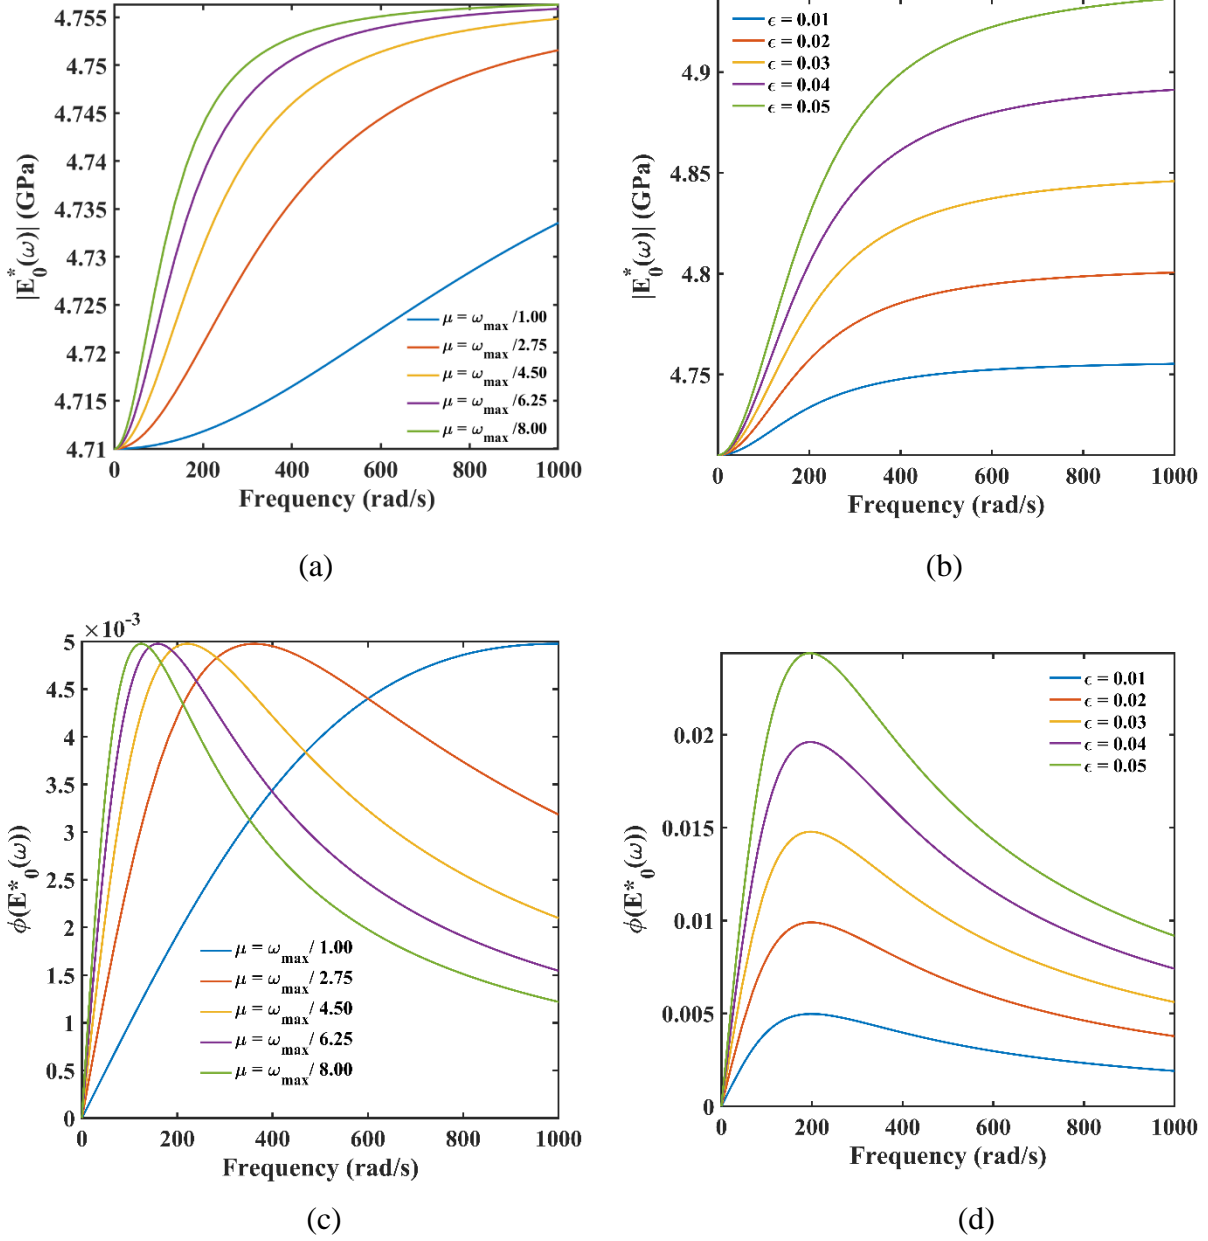 4.755
4.75
4.745
4.74
4.735
4.73
4.725
4.72
4.715
4.71
|E*0(ω)| (GPa)
μ = ωmax /1.00
μ = ωmax /2.75
μ = ωmax /4.50
μ = ωmax /6.25
μ = ωmax /8.00
0 200 400 600 800 1000
Frequency (rad/s)
(a)
ϵ = 0.01
ϵ = 0.02
ϵ = 0.03
ϵ = 0.04
ϵ = 0.05
4.9
4.85
4.8
4.75
|E*0(ω)| (GPa)
0 200 400 600 800 1000
Frequency (rad/s)
(b)
×10-3
5
4.5
4
3.5
3
2.5
2
1.5
1
0.5
0
ϕ(E*0(ω))
μ = ωmax/ 1.00
μ = ωmax/ 2.75
μ = ωmax/ 4.50
μ = ωmax/ 6.25
μ = ωmax/ 8.00
0 200 400 600 800 1000
Frequency (rad/s)
(c)
ϵ = 0.01
ϵ = 0.02
ϵ = 0.03
ϵ = 0.04
ϵ = 0.05
0.02
0.015
0.01
0.005
0
ϕ(E*0(ω))
0 200 400 600 800 1000
Frequency (rad/s)
(d)